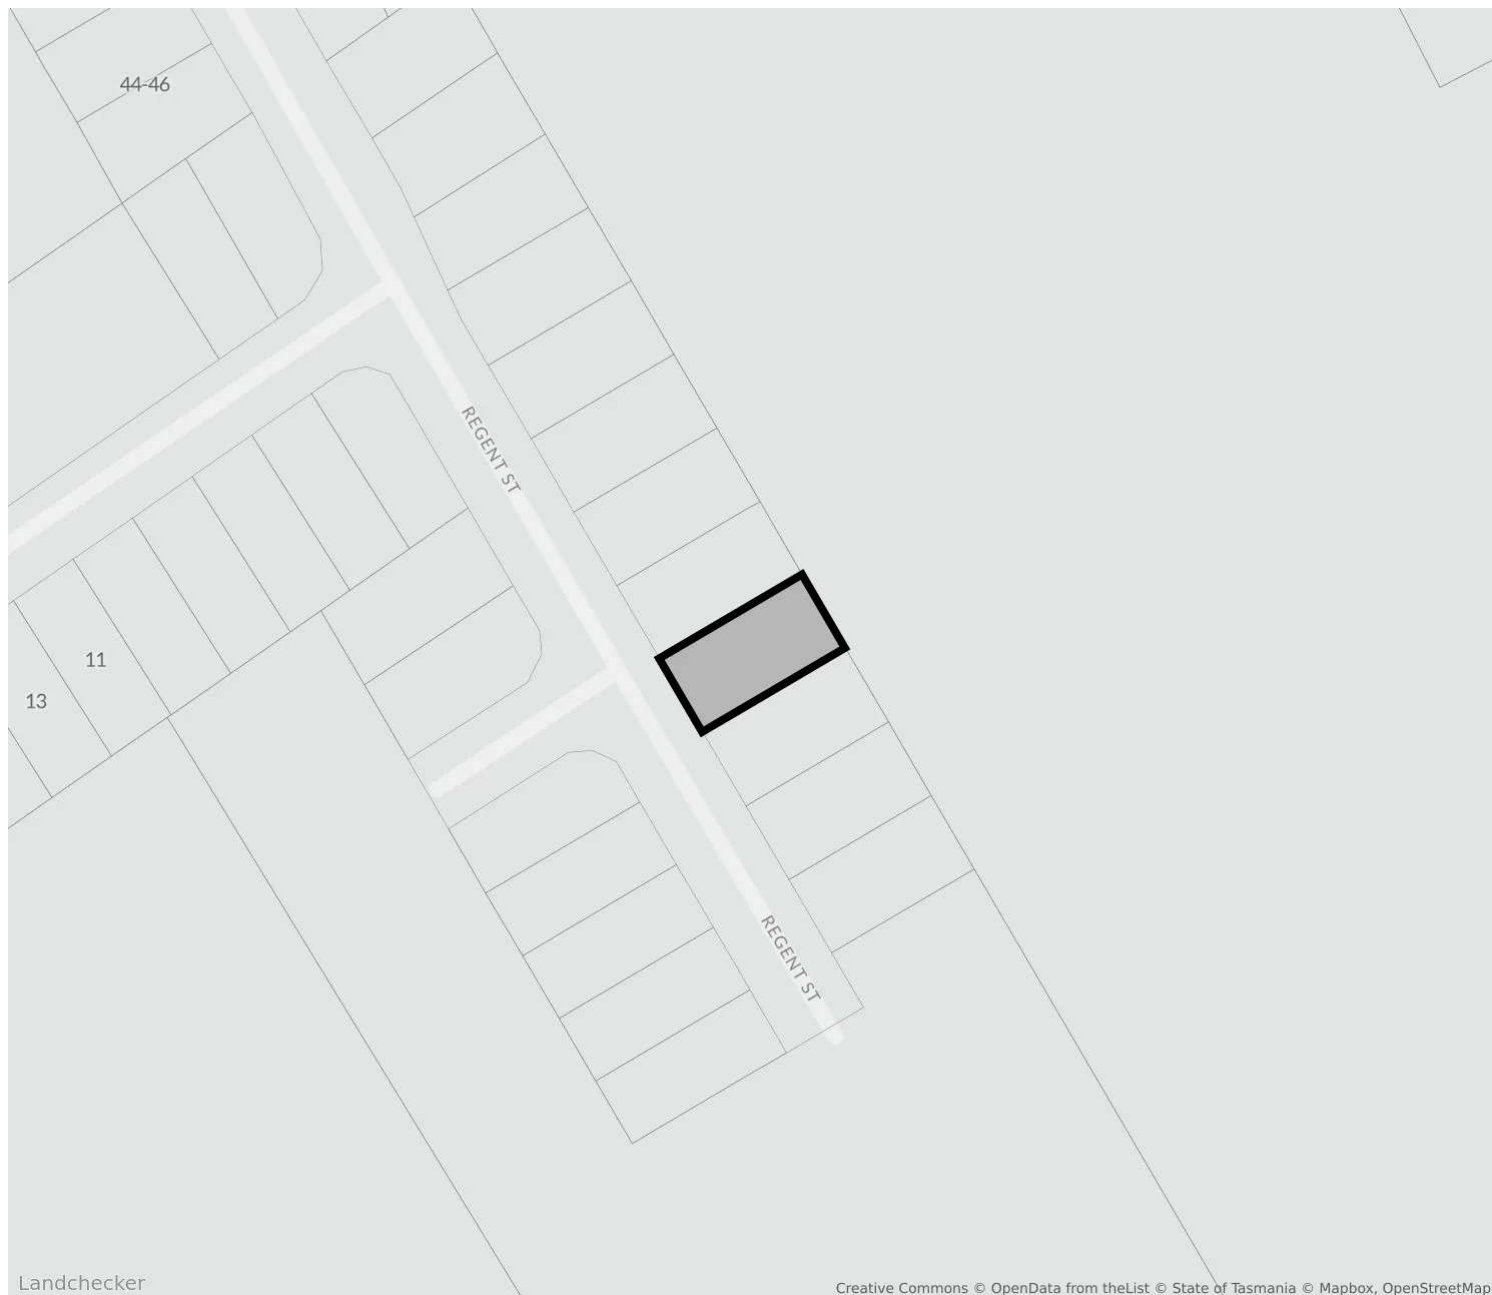 44-46
REGENT ST
11
13
REGENT ST
Landchecker
Creative Commons © OpenData from theList © State of Tasmania © Mapbox, OpenStreetMap